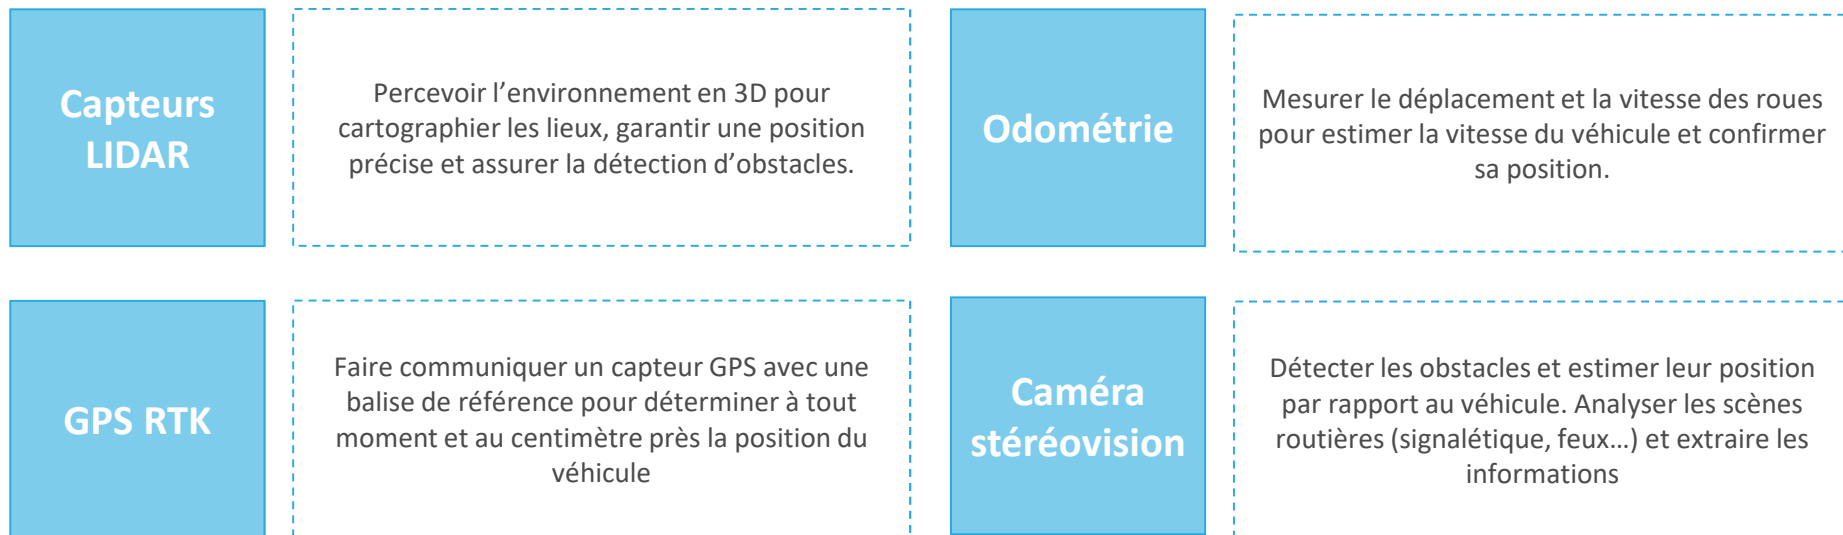 Capteurs
LIDAR
Percevoir l’environnement en 3D pour
cartographier les lieux, garantir une position
précise et assurer la détection d’obstacles.
Odométrie
Mesurer le déplacement et la vitesse des roues
pour estimer la vitesse du véhicule et confirmer
sa position.
GPS RTK
Faire communiquer un capteur GPS avec une
balise de référence pour déterminer à tout
moment et au centimètre près la position du
véhicule
Caméra
stéréovision
Détecter les obstacles et estimer leur position
par rapport au véhicule. Analyser les scènes
routières (signalétique, feux…) et extraire les
informations